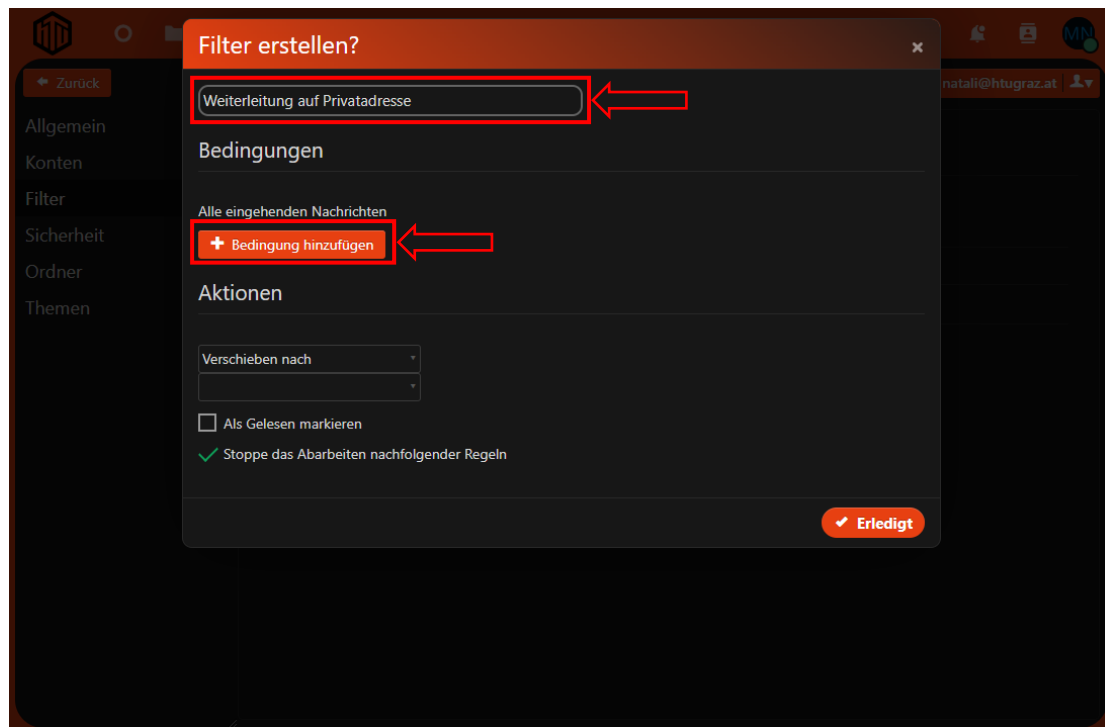 Filter erstellen?
Zurück
natali@htugraz.at
MN
Weiterleitung auf Privatadresse
Allgemein
Konten
Filter
Sicherheit
Ordner
Themen
Bedingungen
Alle eingehenden Nachrichten
Bedingung hinzufügen
Aktionen
Verschieben nach
Als Gelesen markieren
Stoppe das Abarbeiten nachfolgender Regeln
Erledigt